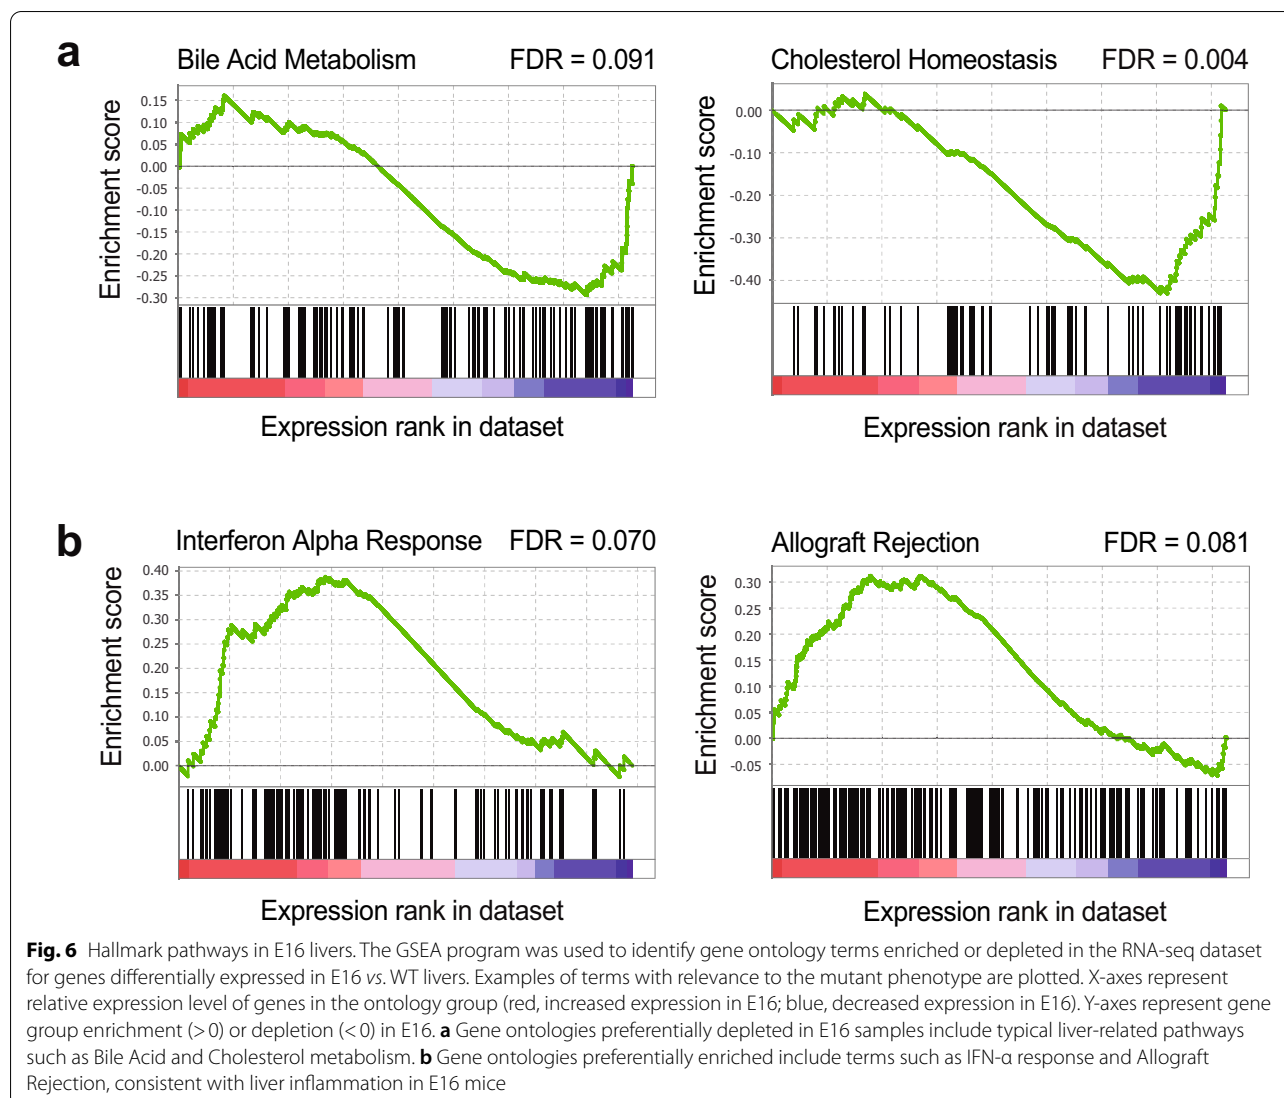 a
Bile Acid Metabolism FDR = 0.091
Enrichment score
0.15
0.10
0.05
0.00
-0.05
-0.10
-0.15
-0.20
-0.25
-0.30
Expression rank in dataset
Cholesterol Homeostasis FDR = 0.004
Enrichment score
0.00
-0.10
-0.20
-0.30
-0.40
Expression rank in dataset
b
Interferon Alpha Response FDR = 0.070
Enrichment score
0.40
0.35
0.30
0.25
0.20
0.15
0.10
0.05
0.00
Expression rank in dataset
Allograft Rejection FDR = 0.081
Enrichment score
0.30
0.25
0.20
0.15
0.10
0.05
0.00
-0.05
Expression rank in dataset
Fig. 6 Hallmark pathways in E16 livers. The GSEA program was used to identify gene ontology terms enriched or depleted in the RNA-seq dataset
for genes differentially expressed in E16 vs. WT livers. Examples of terms with relevance to the mutant phenotype are plotted. X-axes represent
relative expression level of genes in the ontology group (red, increased expression in E16; blue, decreased expression in E16). Y-axes represent gene
group enrichment (> 0) or depletion (< 0) in E16. a Gene ontologies preferentially depleted in E16 samples include typical liver-related pathways
such as Bile Acid and Cholesterol metabolism. b Gene ontologies preferentially enriched include terms such as IFN-α response and Allograft
Rejection, consistent with liver inflammation in E16 mice